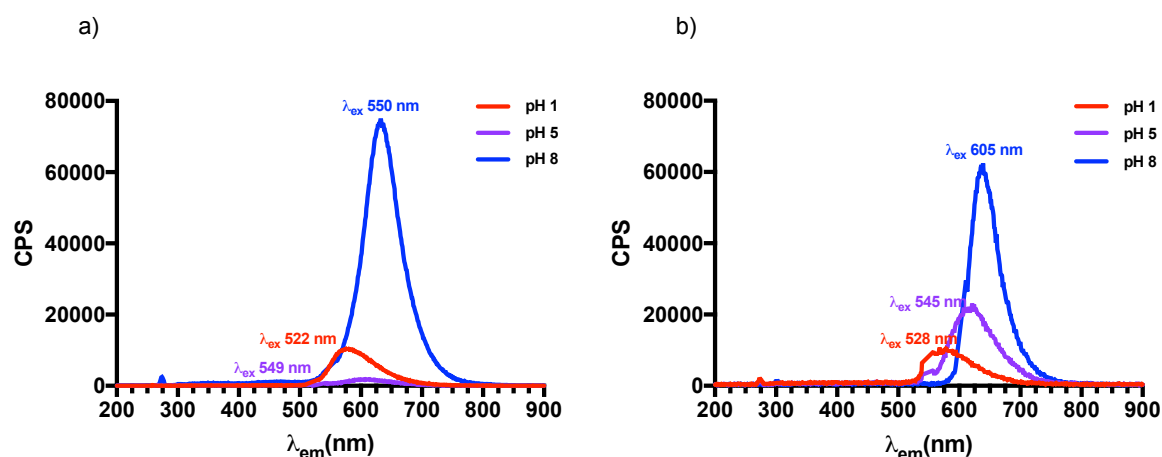 a)
80000
60000
40000
20000
0
CPS
λex 550 nm
λex 522 nm
λex 549 nm
pH 1
pH 5
pH 8
200 300 400 500 600 700 800 900
λem(nm)
b)
80000
60000
40000
20000
0
CPS
λex 605 nm
λex 545 nm
λex 528 nm
pH 1
pH 5
pH 8
200 300 400 500 600 700 800 900
λem(nm)